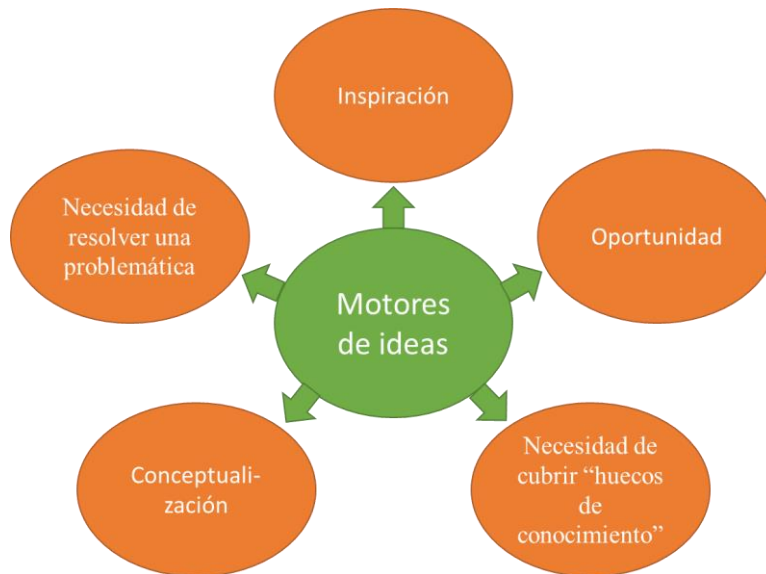 Inspiración
Necesidad de
resolver una
problemática
Oportunidad
Motores
de ideas
Conceptuali-
zación
Necesidad de
cubrir “huecos
de
conocimiento”